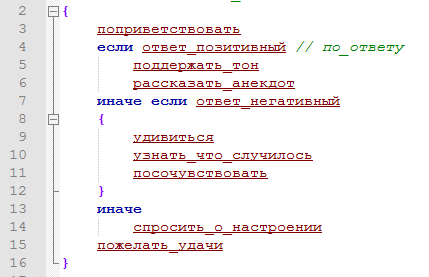 2 {
3 поприветствовать
4 если ответ_позитивный // по_ответу
5 поддержать_тон
6 рассказать_анекдот
7 иначе если ответ_негативный
8 {
9 удивиться
10 узнать_что_случилось
11 посочувствовать
12 }
13 иначе
14 спросить_о_настроении
15 пожелать_удачи
16 }